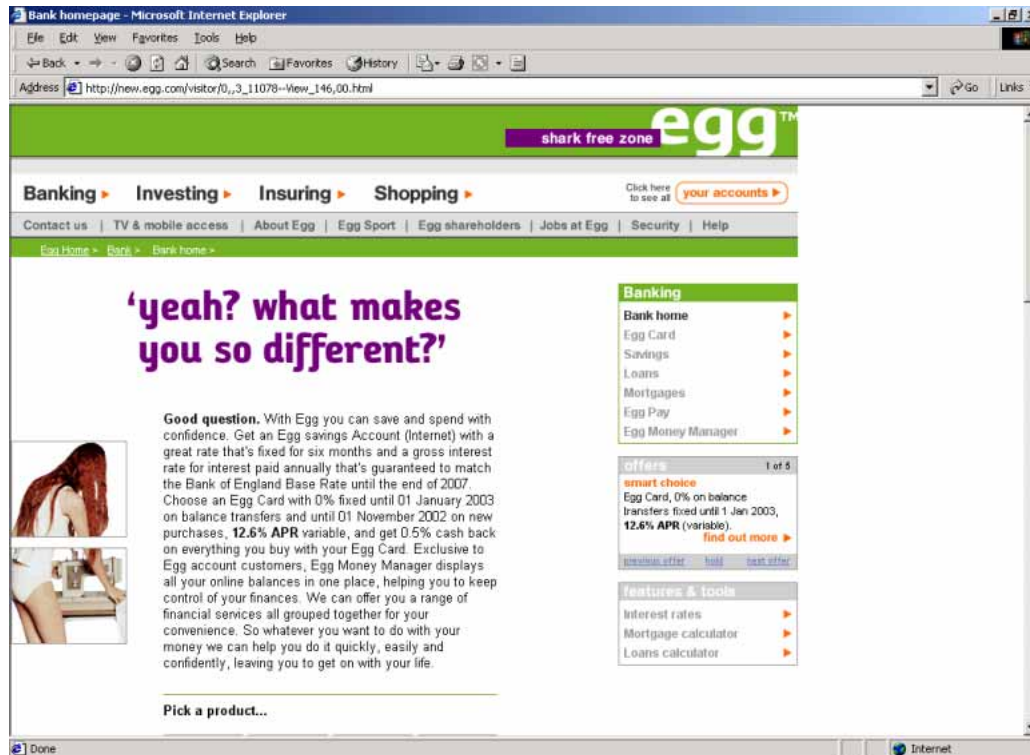 Bank homepage - Microsoft Internet Explorer
File Edit View Favorites Tools Help
Back Search Favorites History
Address http://new.egg.com/visitor/0,,3_11078--View_146,00.html Go Links
shark free zone egg™
Banking Investing Insuring Shopping
Click here
to see all your accounts
Contact us | TV & mobile access | About Egg | Egg Sport | Egg shareholders | Jobs at Egg | Security | Help
Egg Home > Bank > Bank home >
‘yeah? what makes
you so different?’
Good question. With Egg you can save and spend with
confidence. Get an Egg savings Account (Internet) with a
great rate that's fixed for six months and a gross interest
rate for interest paid annually that's guaranteed to match
the Bank of England Base Rate until the end of 2007.
Choose an Egg Card with 0% fixed until 01 January 2003
on balance transfers and until 01 November 2002 on new
purchases, 12.6% APR variable, and get 0.5% cash back
on everything you buy with your Egg Card. Exclusive to
Egg account customers, Egg Money Manager displays
all your online balances in one place, helping you to keep
control of your finances. We can offer you a range of
financial services all grouped together for your
convenience. So whatever you want to do with your
money we can help you do it quickly, easily and
confidently, leaving you to get on with your life.
Pick a product...
Banking
Bank home
Egg Card
Savings
Loans
Mortgages
Egg Pay
Egg Money Manager
offers 1 of 5
smart choice
Egg Card, 0% on balance
transfers fixed until 1 Jan 2003,
12.6% APR (variable).
find out more
previous offer hold next offer
features & tools
Interest rates
Mortgage calculator
Loans calculator
Done Internet